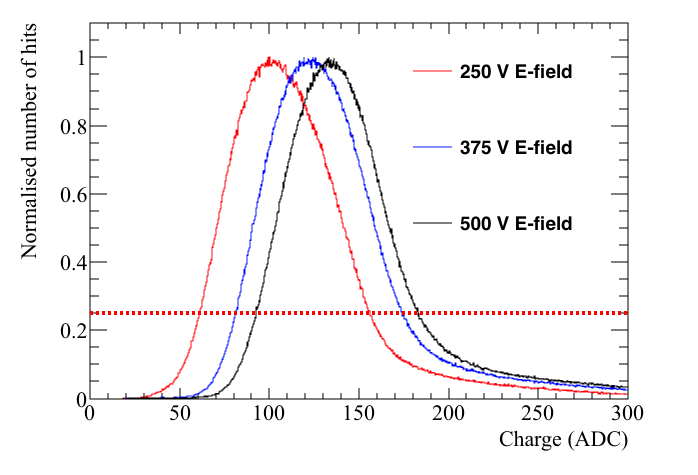 Normalised number of hits
1
0.8
0.6
0.4
0.2
0
250 V E-field
375 V E-field
500 V E-field
0 50 100 150 200 250 300
Charge (ADC)